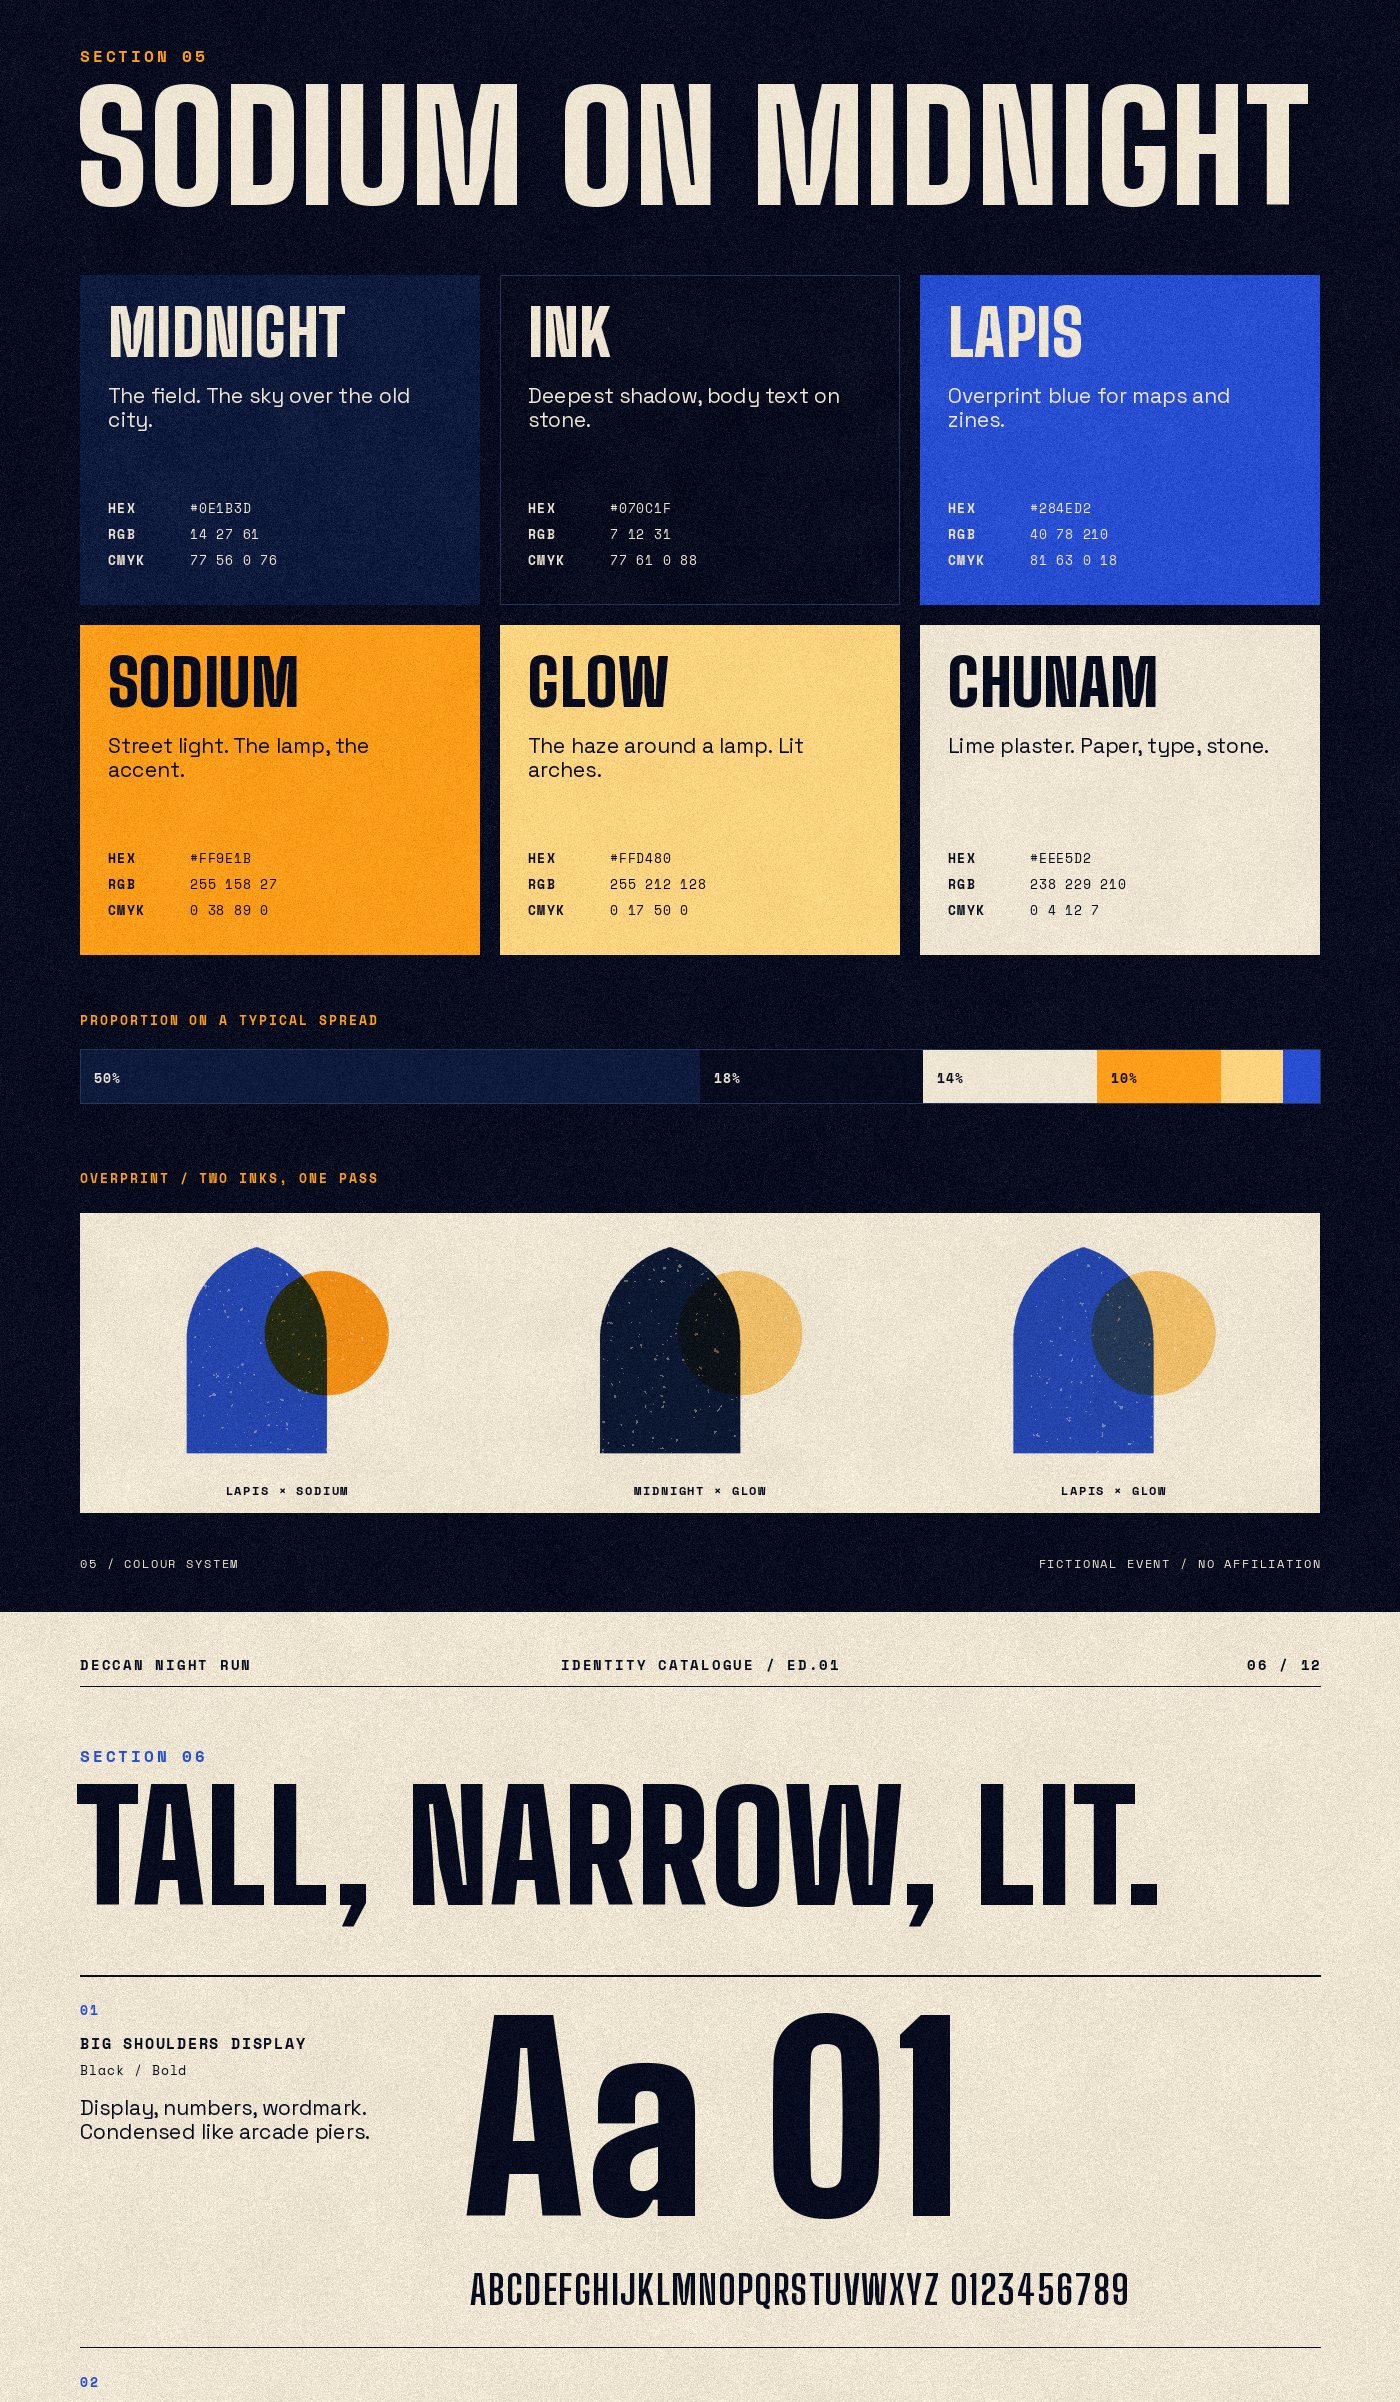 SECTION 05
SODIUM ON MIDNIGHT
MIDNIGHT
The field. The sky over the old
city.
HEX #0E1B3D
RGB 14 27 61
CMYK 77 56 0 76
INK
Deepest shadow, body text on
stone.
HEX #070C1F
RGB 7 12 31
CMYK 77 61 0 88
LAPIS
Overprint blue for maps and
zines.
HEX #284ED2
RGB 40 78 210
CMYK 81 63 0 18
SODIUM
Street light. The lamp, the
accent.
HEX #FF9E1B
RGB 255 158 27
CMYK 0 38 89 0
GLOW
The haze around a lamp. Lit
arches.
HEX #FFD480
RGB 255 212 128
CMYK 0 17 50 0
CHUNAM
Lime plaster. Paper, type, stone.
HEX #EEE5D2
RGB 238 229 210
CMYK 0 4 12 7
PROPORTION ON A TYPICAL SPREAD
50% 18% 14% 10%
OVERPRINT / TWO INKS, ONE PASS
LAPIS × SODIUM
MIDNIGHT × GLOW
LAPIS × GLOW
05 / COLOUR SYSTEM
FICTIONAL EVENT / NO AFFILIATION
DECCAN NIGHT RUN
IDENTITY CATALOGUE / ED.01
06 / 12
SECTION 06
TALL, NARROW, LIT.
01
BIG SHOULDERS DISPLAY
Black / Bold
Display, numbers, wordmark.
Condensed like arcade piers.
Aa 01
ABCDEFGHIJKLMNOPQRSTUVWXYZ 0123456789
02